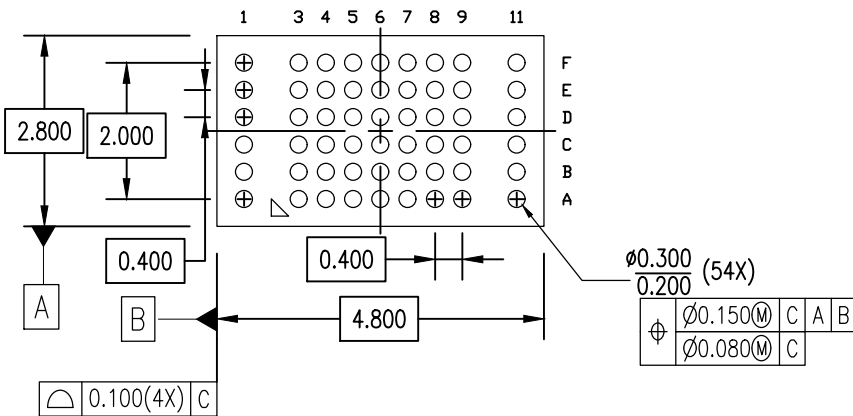 1 3 4 5 6 7 8 9 11
F
E
D
C
B
A
2.800
2.000
0.400
0.400
4.800
A
B
0.100(4X) C
Ø0.300
0.200
(54X)
Ø0.150Ⓜ C A B
Ø0.080Ⓜ C